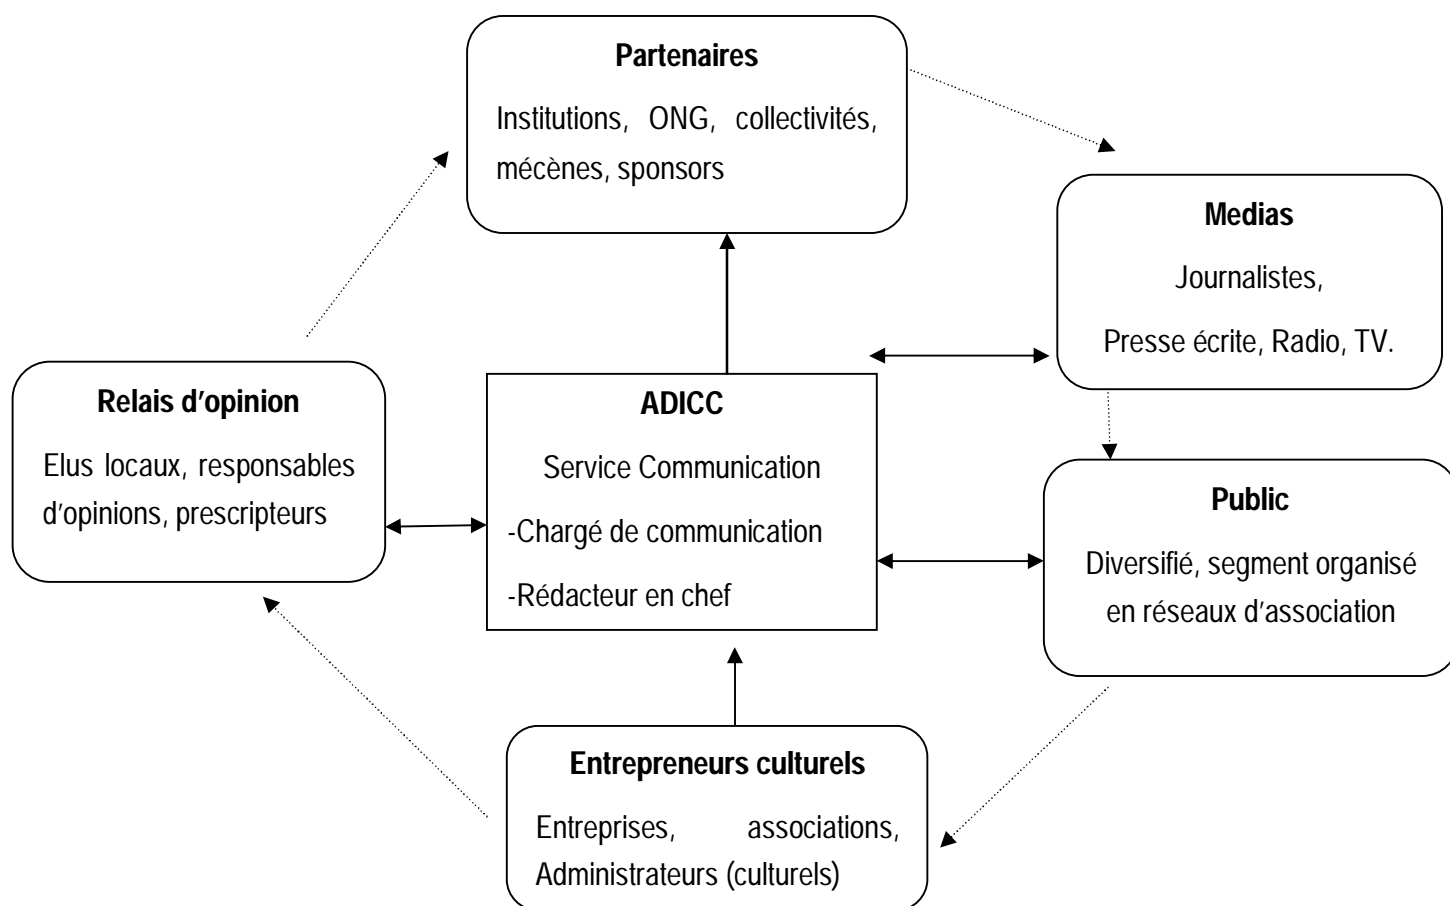 Partenaires
Institutions, ONG, collectivités,
mécènes, sponsors
Medias
Journalistes,
Presse écrite, Radio, TV.
Relais d’opinion
Elus locaux, responsables
d’opinions, prescripteurs
ADICC
Service Communication
-Chargé de communication
-Rédacteur en chef
Public
Diversifié, segment organisé
en réseaux d’association
Entrepreneurs culturels
Entreprises, associations,
Administrateurs (culturels)